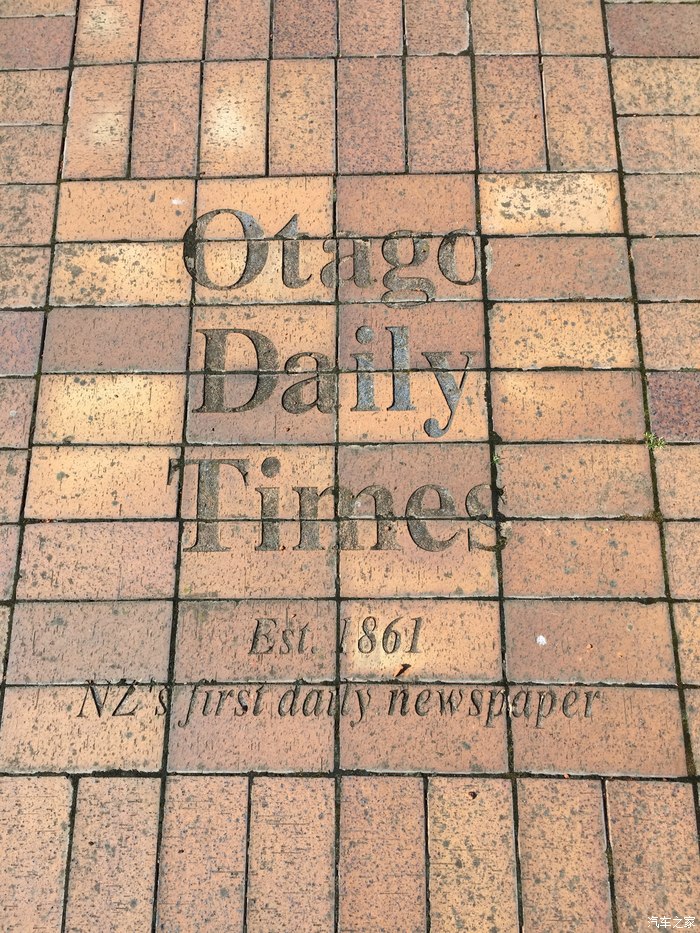 Otago
Daily
Times
Est. 1861
NZ's first daily newspaper
汽车之家